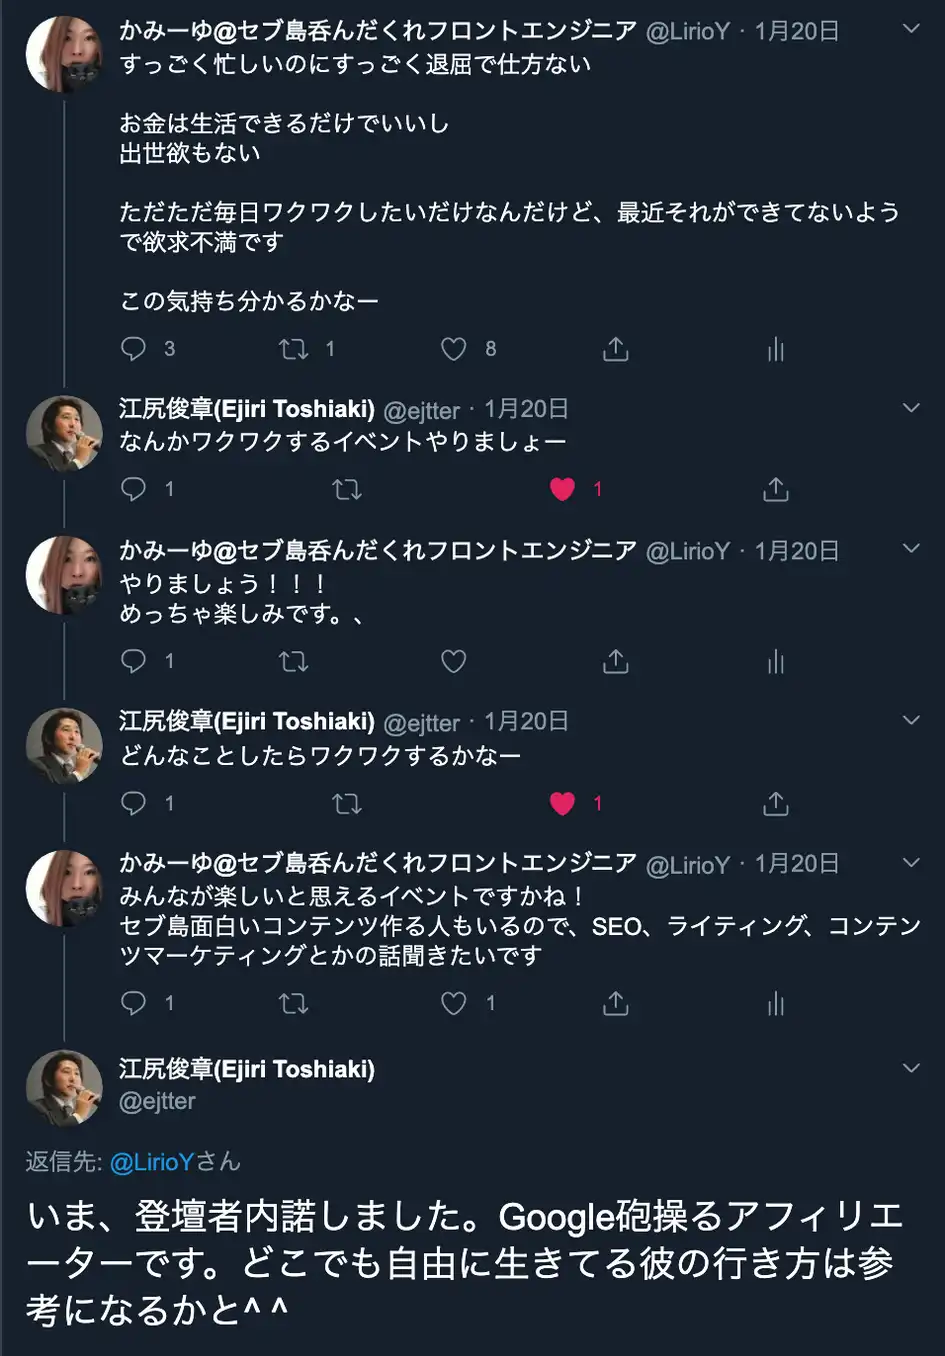 かみーゆ@セブ島呑んだくれフロントエンジニア @LirioY · 1月20日
すっごく忙しいのにすっごく退屈で仕方ない
お金は生活できるだけでいいし
出世欲もない
ただただ毎日ワクワクしたいだけなんだけど、最近それができてないよう
で欲求不満です
この気持ち分かるかなー
3 1 8
江尻俊章(Ejiri Toshiaki) @ejtter · 1月20日
なんかワクワクするイベントやりましょー
1 1
かみーゆ@セブ島呑んだくれフロントエンジニア @LirioY · 1月20日
やりましょう！！！
めっちゃ楽しみです。、
1
江尻俊章(Ejiri Toshiaki) @ejtter · 1月20日
どんなことしたらワクワクするかなー
1 1
かみーゆ@セブ島呑んだくれフロントエンジニア @LirioY · 1月20日
みんなが楽しいと思えるイベントですかね！
セブ島面白いコンテンツ作る人もいるので、SEO、ライティング、コンテン
ツマーケティングとかの話聞きたいです
1 1
江尻俊章(Ejiri Toshiaki)
@ejtter
返信先: @LirioYさん
いま、登壇者内諾しました。Google砲操るアフィリエ
ーターです。どこでも自由に生きてる彼の行き方は参
考になるかと^ ^